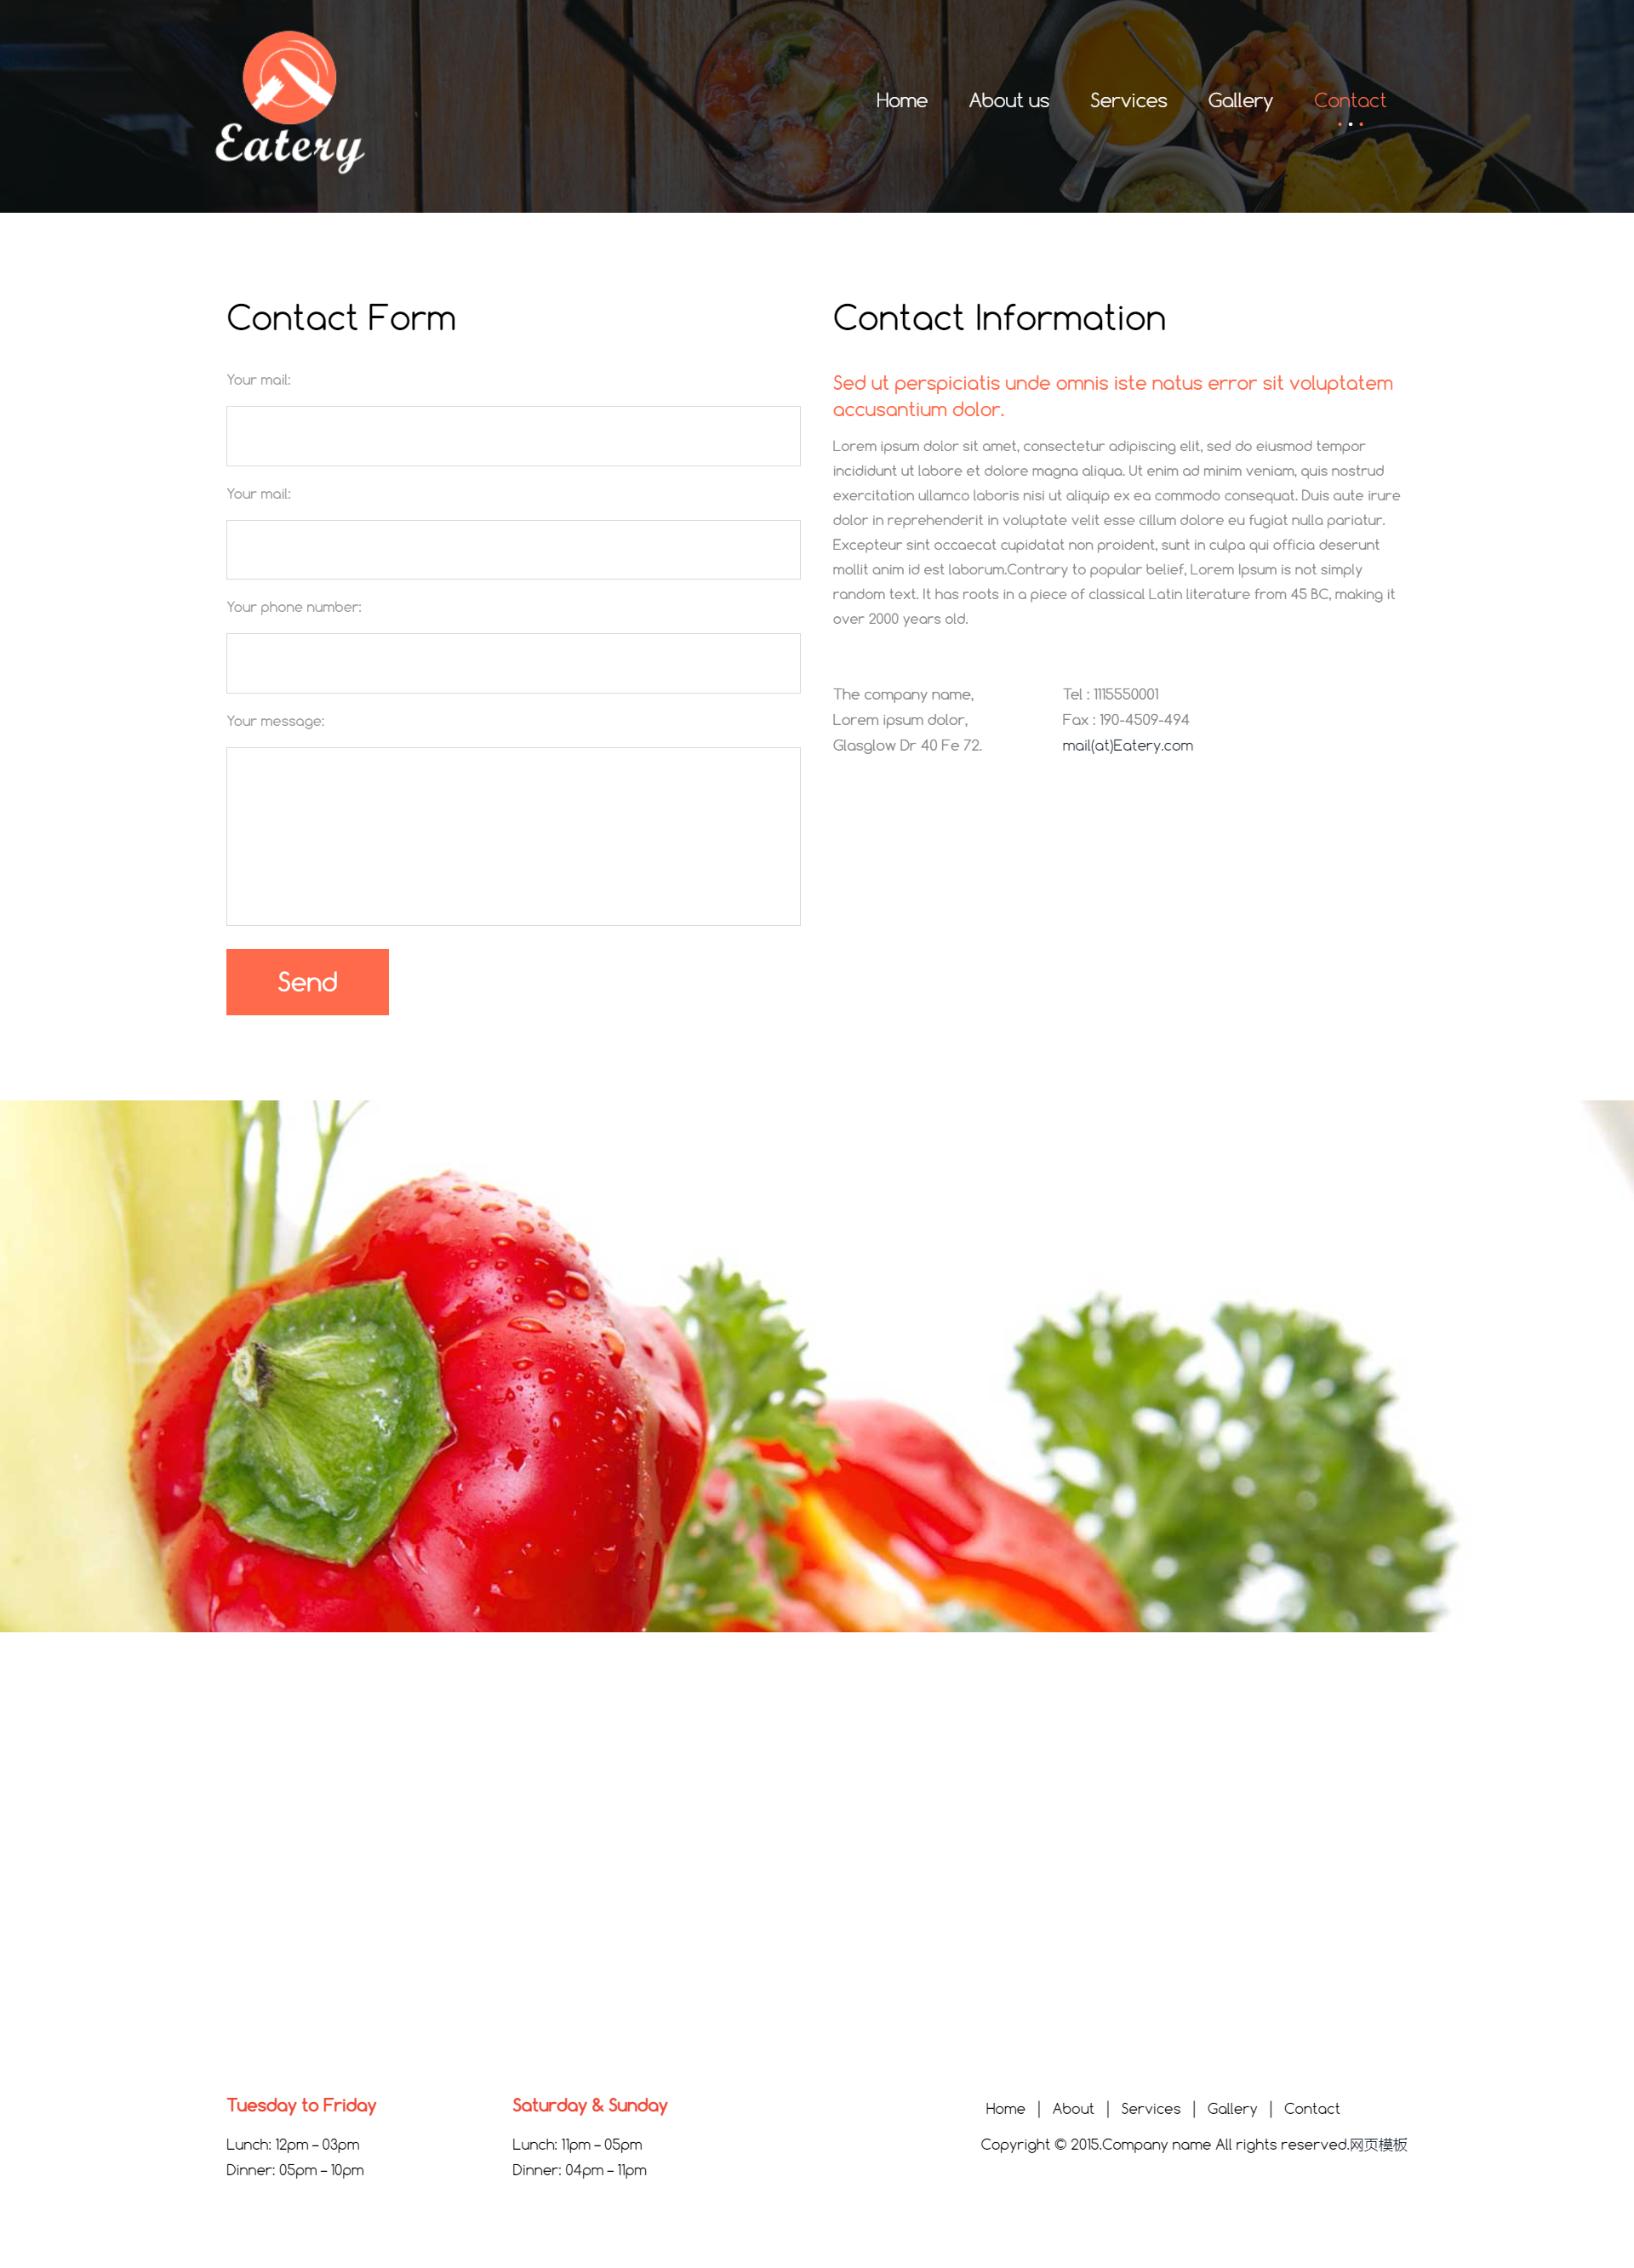 Eatery
Home
About us
Services
Gallery
Contact
Contact Form
Your mail:
Your mail:
Your phone number:
Your message:
Send
Contact Information
Sed ut perspiciatis unde omnis iste natus error sit voluptatem
accusantium dolor.
Lorem ipsum dolor sit amet, consectetur adipiscing elit, sed do eiusmod tempor
incididunt ut labore et dolore magna aliqua. Ut enim ad minim veniam, quis nostrud
exercitation ullamco laboris nisi ut aliquip ex ea commodo consequat. Duis aute irure
dolor in reprehenderit in voluptate velit esse cillum dolore eu fugiat nulla pariatur.
Excepteur sint occaecat cupidatat non proident, sunt in culpa qui officia deserunt
mollit anim id est laborum.Contrary to popular belief, Lorem Ipsum is not simply
random text. It has roots in a piece of classical Latin literature from 45 BC, making it
over 2000 years old.
The company name,
Lorem ipsum dolor,
Glasglow Dr 40 Fe 72.
Tel : 1115550001
Fax : 190-4509-494
mail(at)Eatery.com
Tuesday to Friday
Lunch: 12pm – 03pm
Dinner: 05pm – 10pm
Saturday & Sunday
Lunch: 11pm – 05pm
Dinner: 04pm – 11pm
Home | About | Services | Gallery | Contact
Copyright © 2015.Company name All rights reserved.网页模板